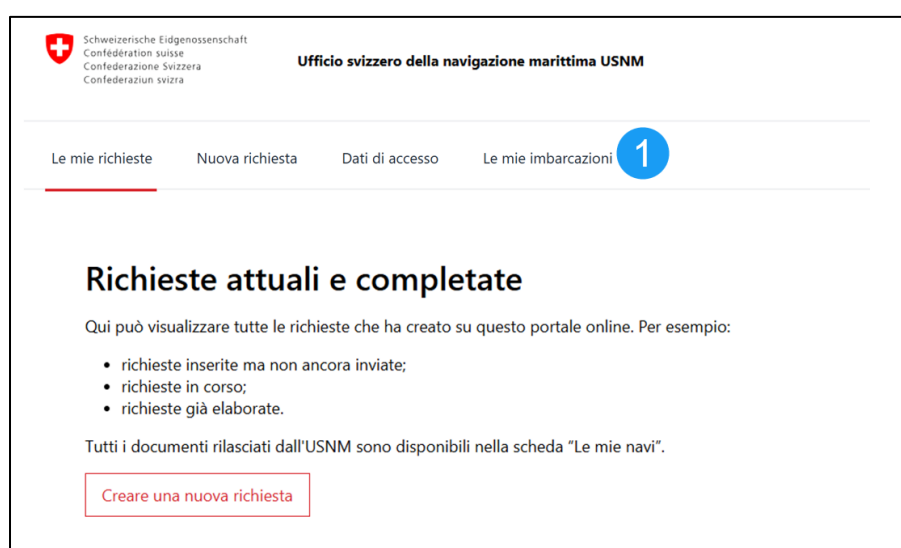 Schweizerische Eidgenossenschaft
Confédération suisse
Confederazione Svizzera
Confederaziun svizra
Ufficio svizzero della navigazione marittima USNM
Le mie richieste Nuova richiesta Dati di accesso Le mie imbarcazioni 1
Richieste attuali e completate
Qui può visualizzare tutte le richieste che ha creato su questo portale online. Per esempio:
• richieste inserite ma non ancora inviate;
• richieste in corso;
• richieste già elaborate.
Tutti i documenti rilasciati dall'USNM sono disponibili nella scheda “Le mie navi”.
Creare una nuova richiesta